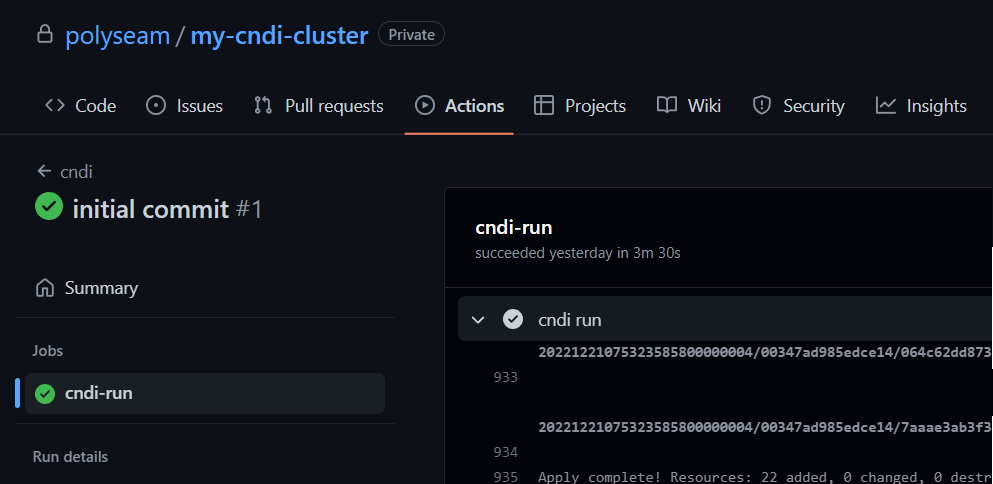 polyseam / my-cndi-cluster Private
Code Issues Pull requests Actions Projects Wiki Security Insights
cndi
initial commit #1
Summary
Jobs
cndi-run
Run details
cndi-run
succeeded yesterday in 3m 30s
cndi run
20221221075323585800000004/00347ad985edce14/064c62dd873
933
20221221075323585800000004/00347ad985edce14/7aaae3ab3f3
934
935 Apply complete! Resources: 22 added, 0 changed, 0 destr